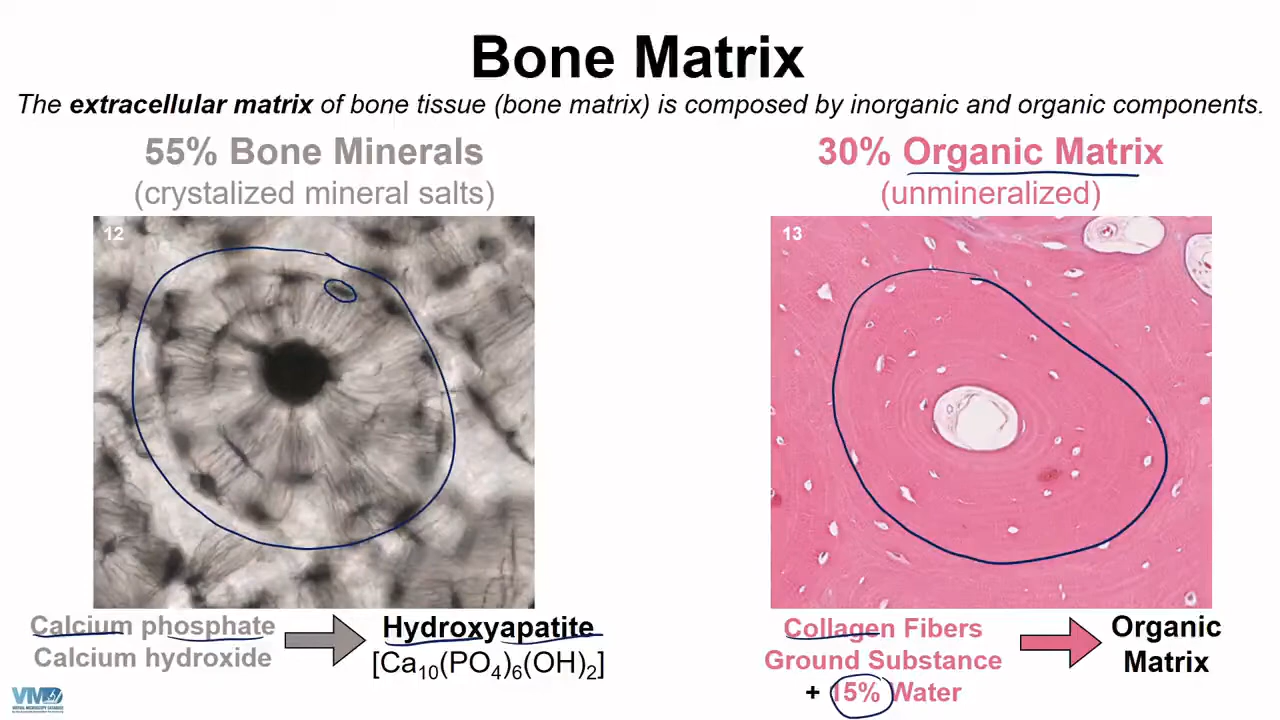 Bone Matrix
The extracellular matrix of bone tissue (bone matrix) is composed by inorganic and organic components.
55% Bone Minerals
(crystalized mineral salts)
12
Calcium phosphate
Calcium hydroxide
Hydroxyapatite
[Ca₁₀(PO₄)₆(OH)₂]
30% Organic Matrix
(unmineralized)
13
Collagen Fibers
Ground Substance
+ 15% Water
Organic
Matrix
VMD